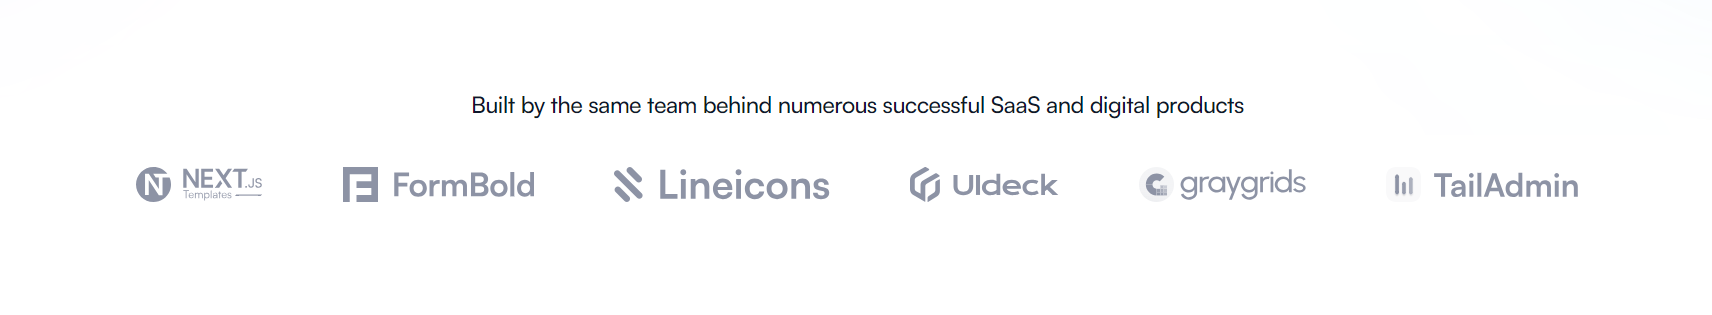 Built by the same team behind numerous successful SaaS and digital products
NEXT.JS
Templates
FormBold
Lineicons
UIdeck
graygrids
TailAdmin